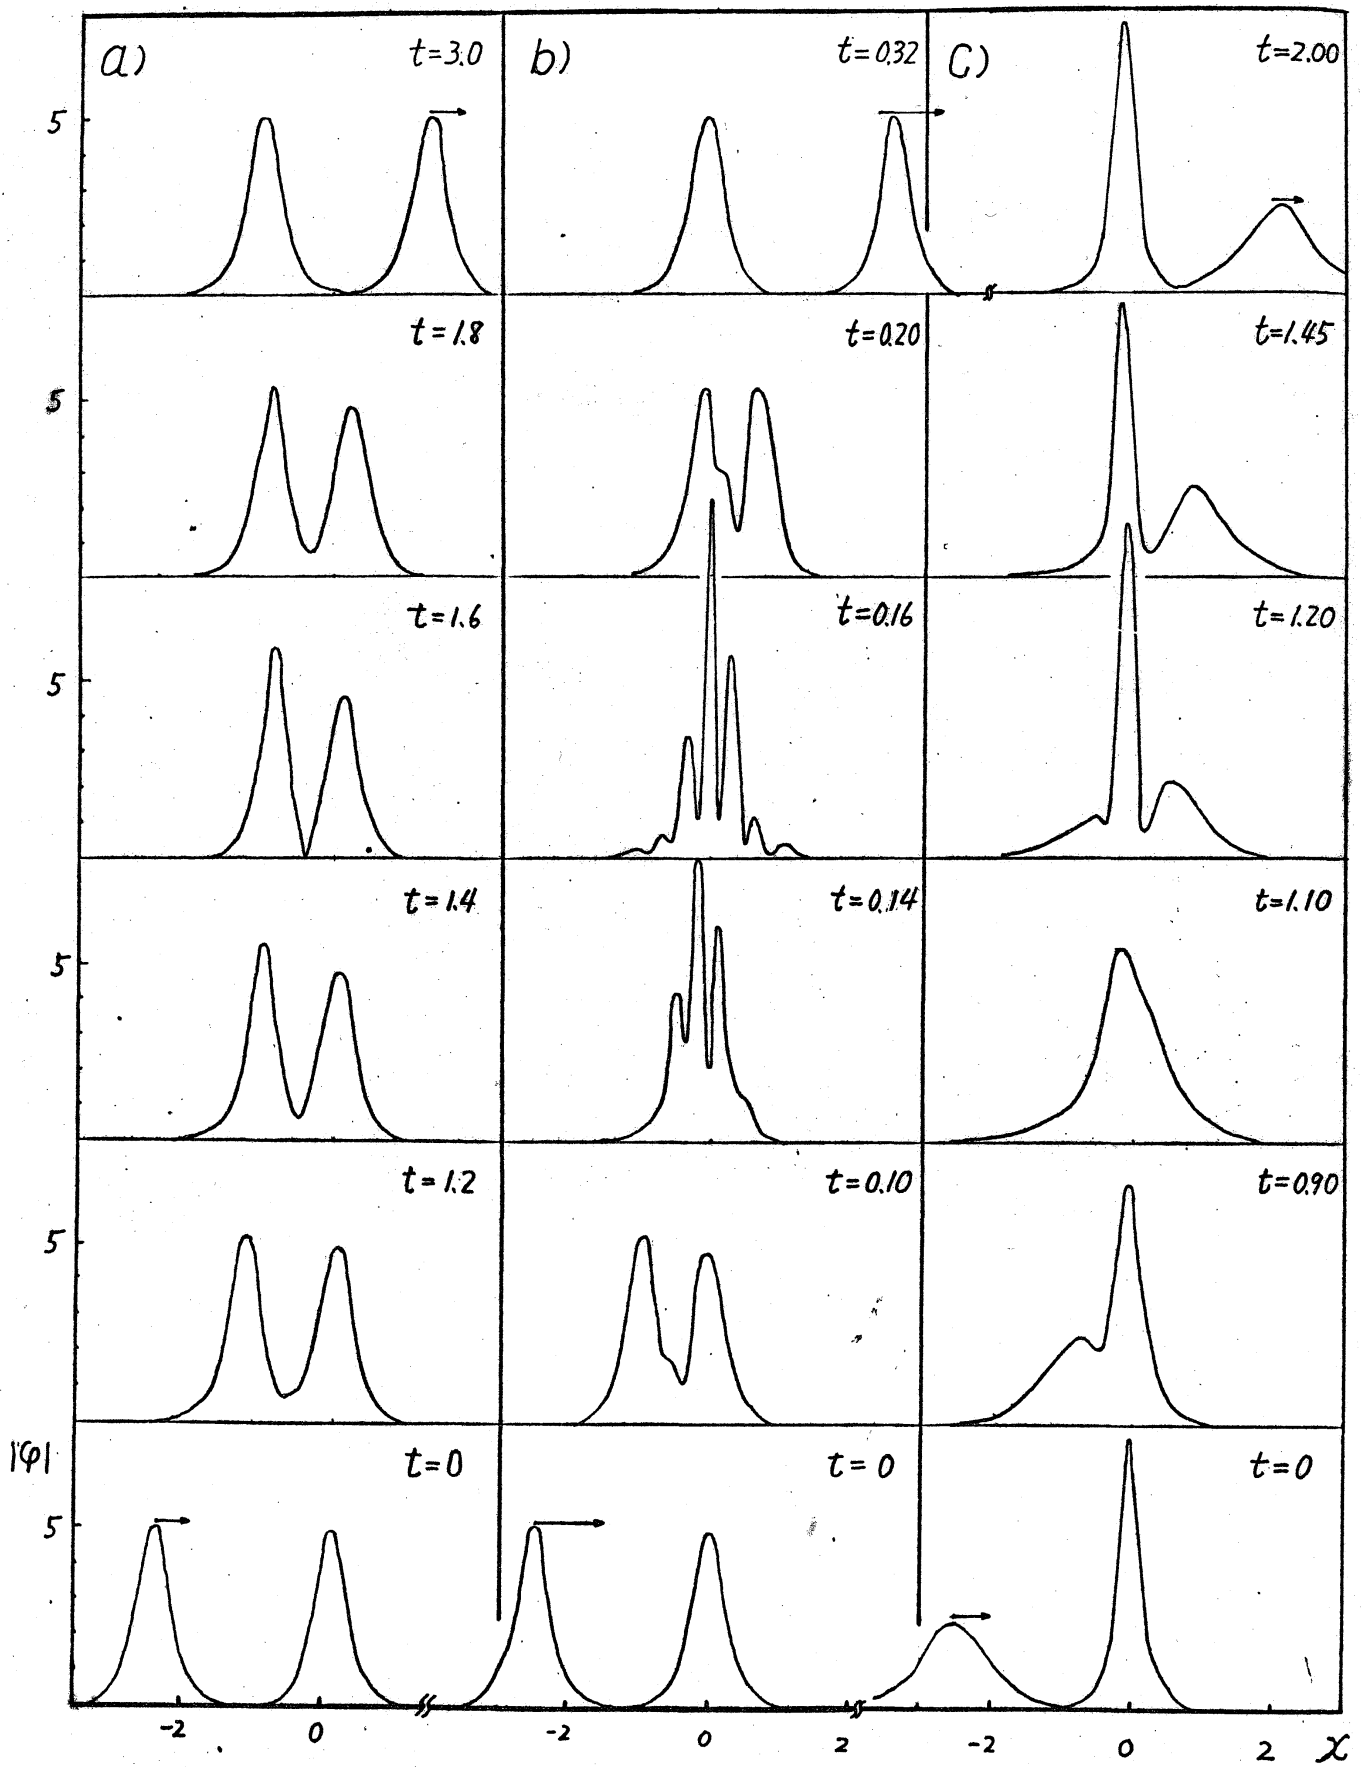 a) t=3.0 b) t=0.32 c) t=2.00
5
t=1.8 t=0.20 t=1.45
5
t=1.6 t=0.16 t=1.20
5
t=1.4 t=0.14 t=1.10
5
t=1.2 t=0.10 t=0.90
5
|φ| t=0 t=0 t=0
5
-2 0 -2 0 2 -2 0 2 x